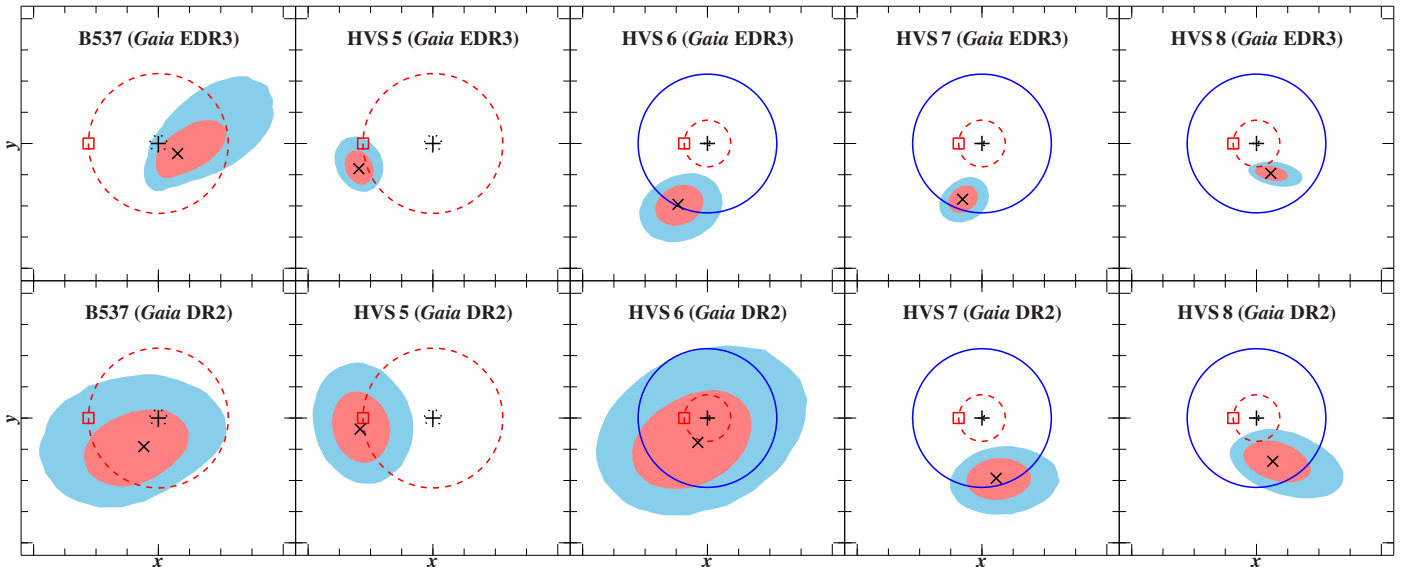 B537 (Gaia EDR3)
HVS 5 (Gaia EDR3)
HVS 6 (Gaia EDR3)
HVS 7 (Gaia EDR3)
HVS 8 (Gaia EDR3)
y
B537 (Gaia DR2)
HVS 5 (Gaia DR2)
HVS 6 (Gaia DR2)
HVS 7 (Gaia DR2)
HVS 8 (Gaia DR2)
y
x
x
x
x
x